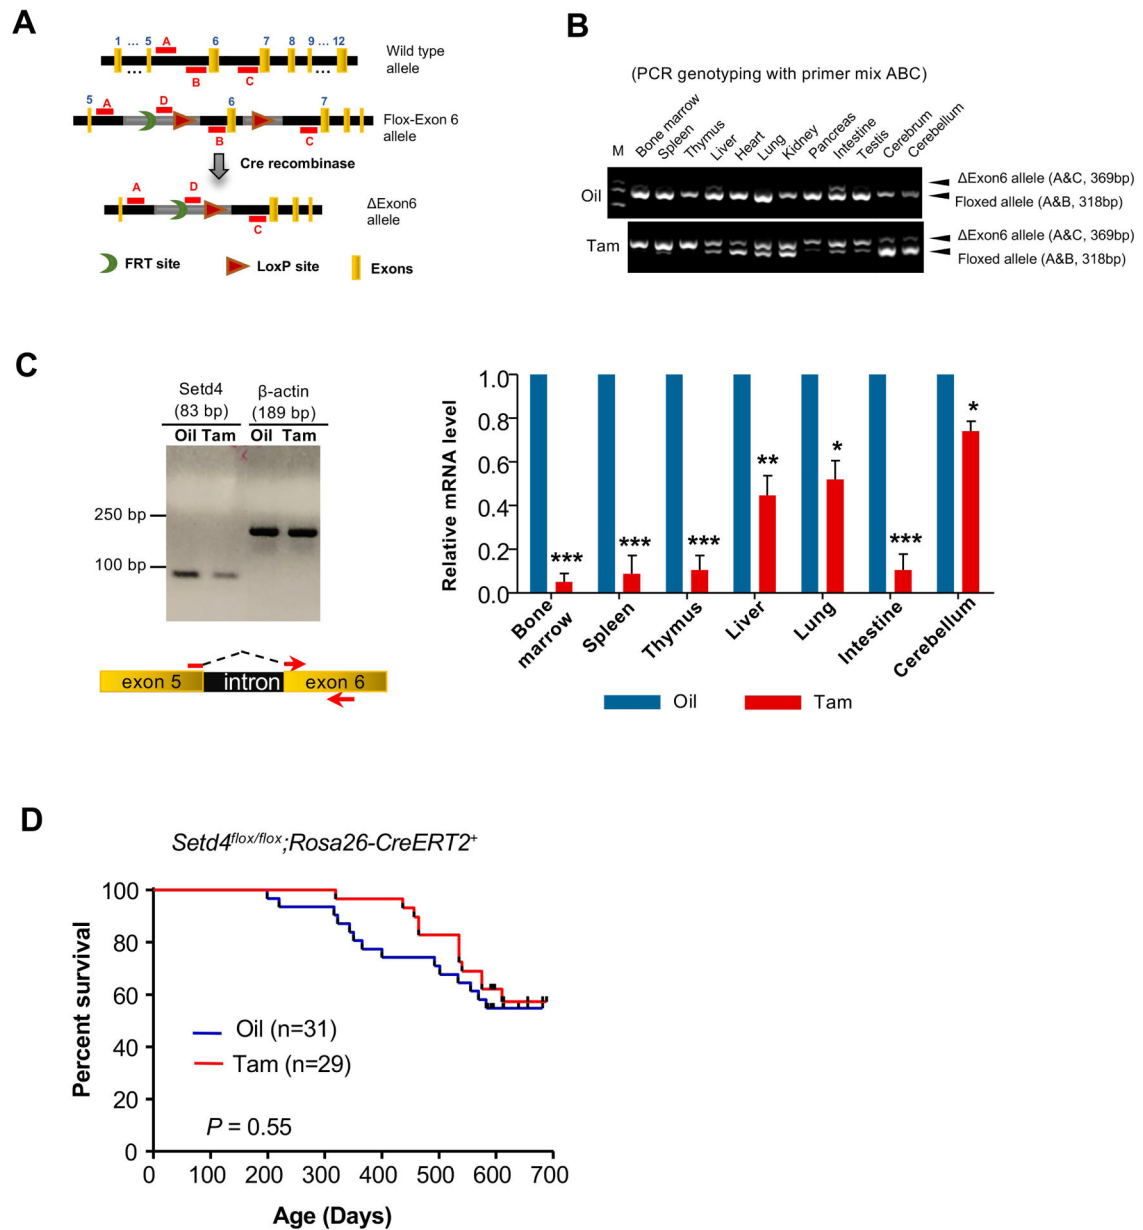 A
1 ... 5 6 7 8 9 ... 12
A
... ...
B C
Wild type
allele
5 A D 6 7
B C
Flox-Exon 6
allele
Cre recombinase
A D
C
ΔExon6
allele
FRT site
LoxP site
Exons
B
(PCR genotyping with primer mix ABC)
M Bone marrow Spleen Thymus Liver Heart Lung Kidney Pancreas Intestine Testis Cerebrum Cerebellum
Oil
ΔExon6 allele (A&C, 369bp)
Floxed allele (A&B, 318bp)
Tam
ΔExon6 allele (A&C, 369bp)
Floxed allele (A&B, 318bp)
C
Setd4
(83 bp)
β-actin
(189 bp)
Oil Tam Oil Tam
250 bp
100 bp
exon 5 intron exon 6
Relative mRNA level
1.0
0.8
0.6
0.4
0.2
0.0
*** *** *** ** * *** *
Bone
marrow
Spleen
Thymus
Liver
Lung
Intestine
Cerebellum
Oil
Tam
D
Setd4flox/flox;Rosa26-CreERT2+
Percent survival
100
80
60
40
20
0
Oil (n=31)
Tam (n=29)
P = 0.55
0 100 200 300 400 500 600 700
Age (Days)